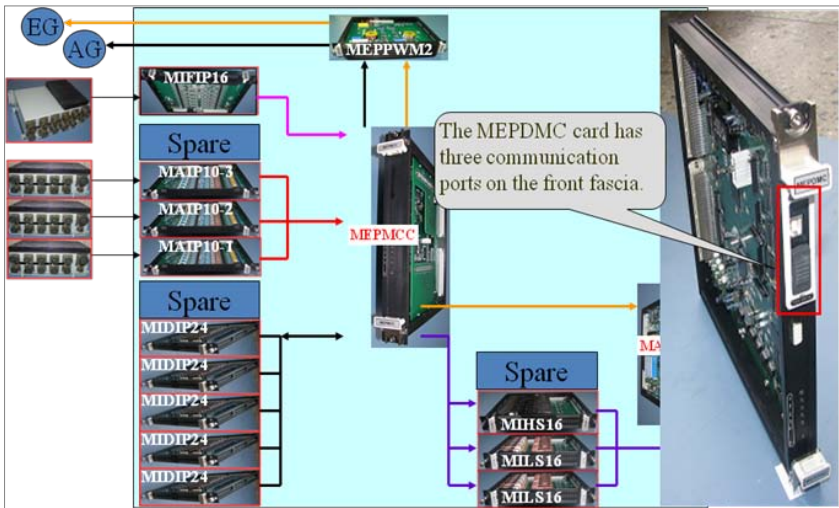 EG
AG
MEPPWM2
MIFIP16
Spare
MAIP10-3
MAIP10-2
MAIP10-1
MEPMCC
The MEPDMC card has
three communication
ports on the front fascia.
MEPDMC
Spare
MIDIP24
MIDIP24
MIDIP24
MIDIP24
MIDIP24
MA
Spare
MIHS16
MILS16
MILS16